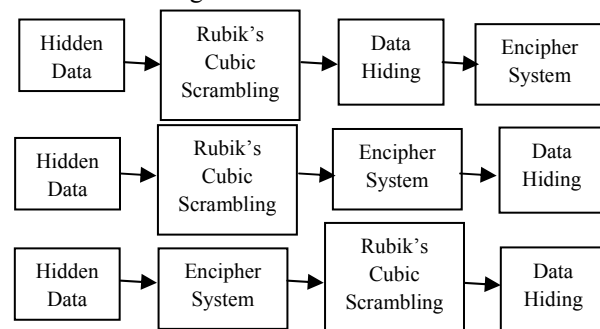 Hidden
Data
Rubik's
Cubic
Scrambling
Data
Hiding
Encipher
System
Hidden
Data
Rubik's
Cubic
Scrambling
Encipher
System
Data
Hiding
Hidden
Data
Encipher
System
Rubik's
Cubic
Scrambling
Data
Hiding